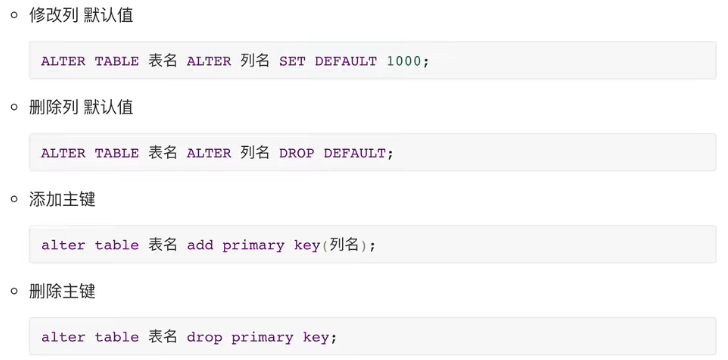 修改列 默认值
ALTER TABLE 表名 ALTER 列名 SET DEFAULT 1000;
删除列 默认值
ALTER TABLE 表名 ALTER 列名 DROP DEFAULT;
添加主键
alter table 表名 add primary key(列名);
删除主键
alter table 表名 drop primary key;